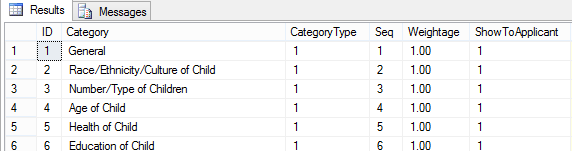 Results Messages
ID Category CategoryType Seq Weightage ShowToApplicant
1 1 General 1 1 1.00 1
2 2 Race/Ethnicity/Culture of Child 1 2 1.00 1
3 3 Number/Type of Children 1 3 1.00 1
4 4 Age of Child 1 4 1.00 1
5 5 Health of Child 1 5 1.00 1
6 6 Education of Child 1 6 1.00 1